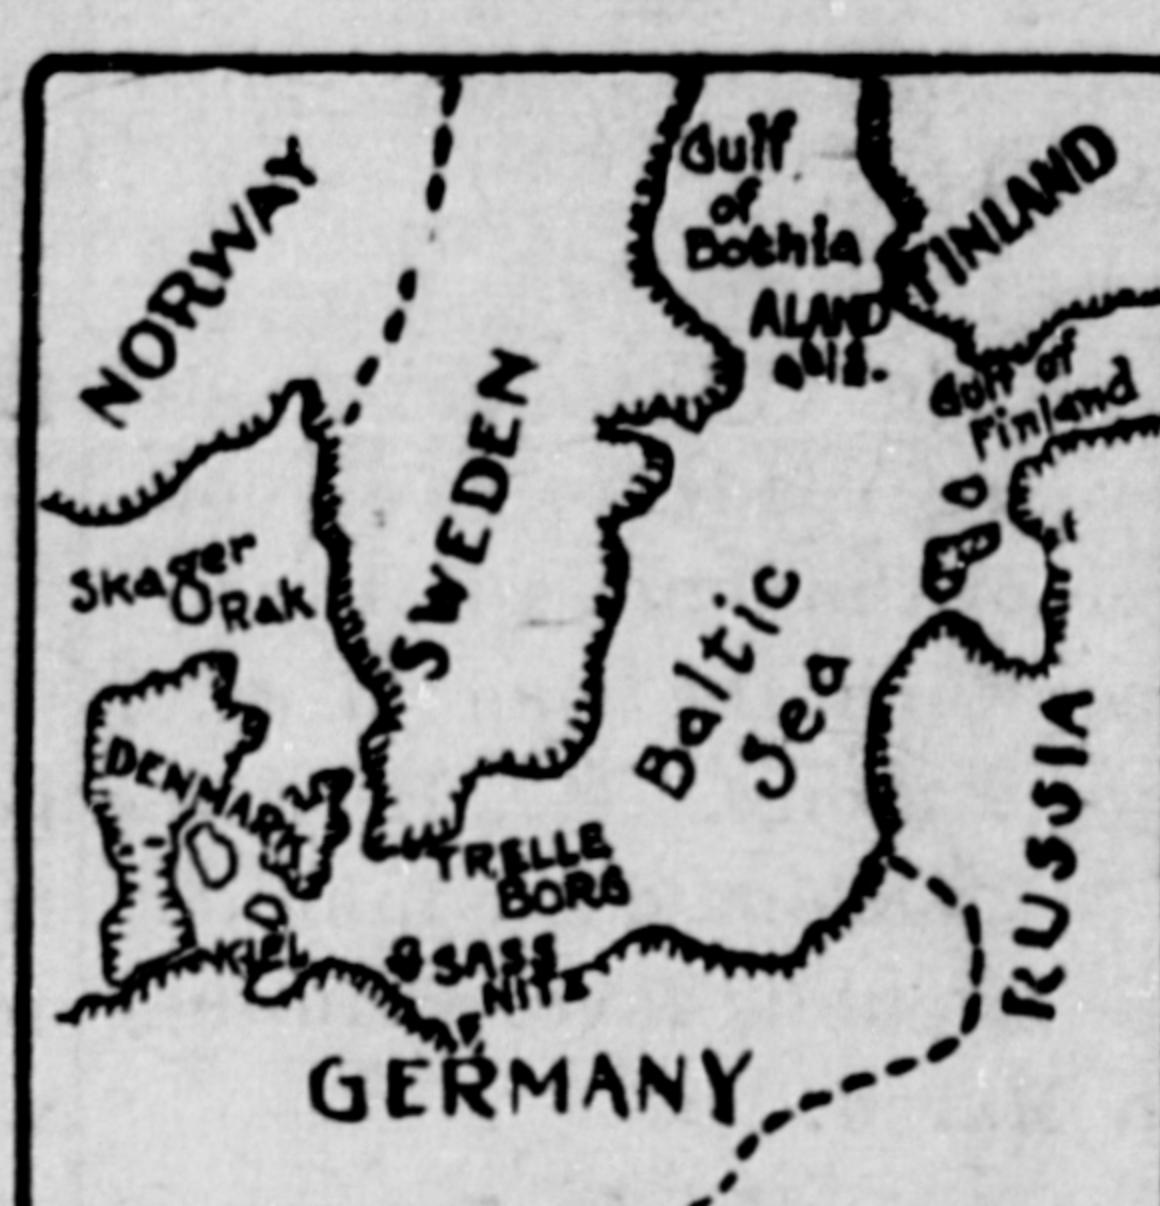 NORWAY
SWEDEN
Gulf
of
Bothia
FINLAND
ALAND
Isls.
Gulf of
Finland
Skager
Rak
Baltic
Sea
DENMARK
TRELLE
BORG
RUSSIA
KIEL
SASS
NITZ
GERMANY